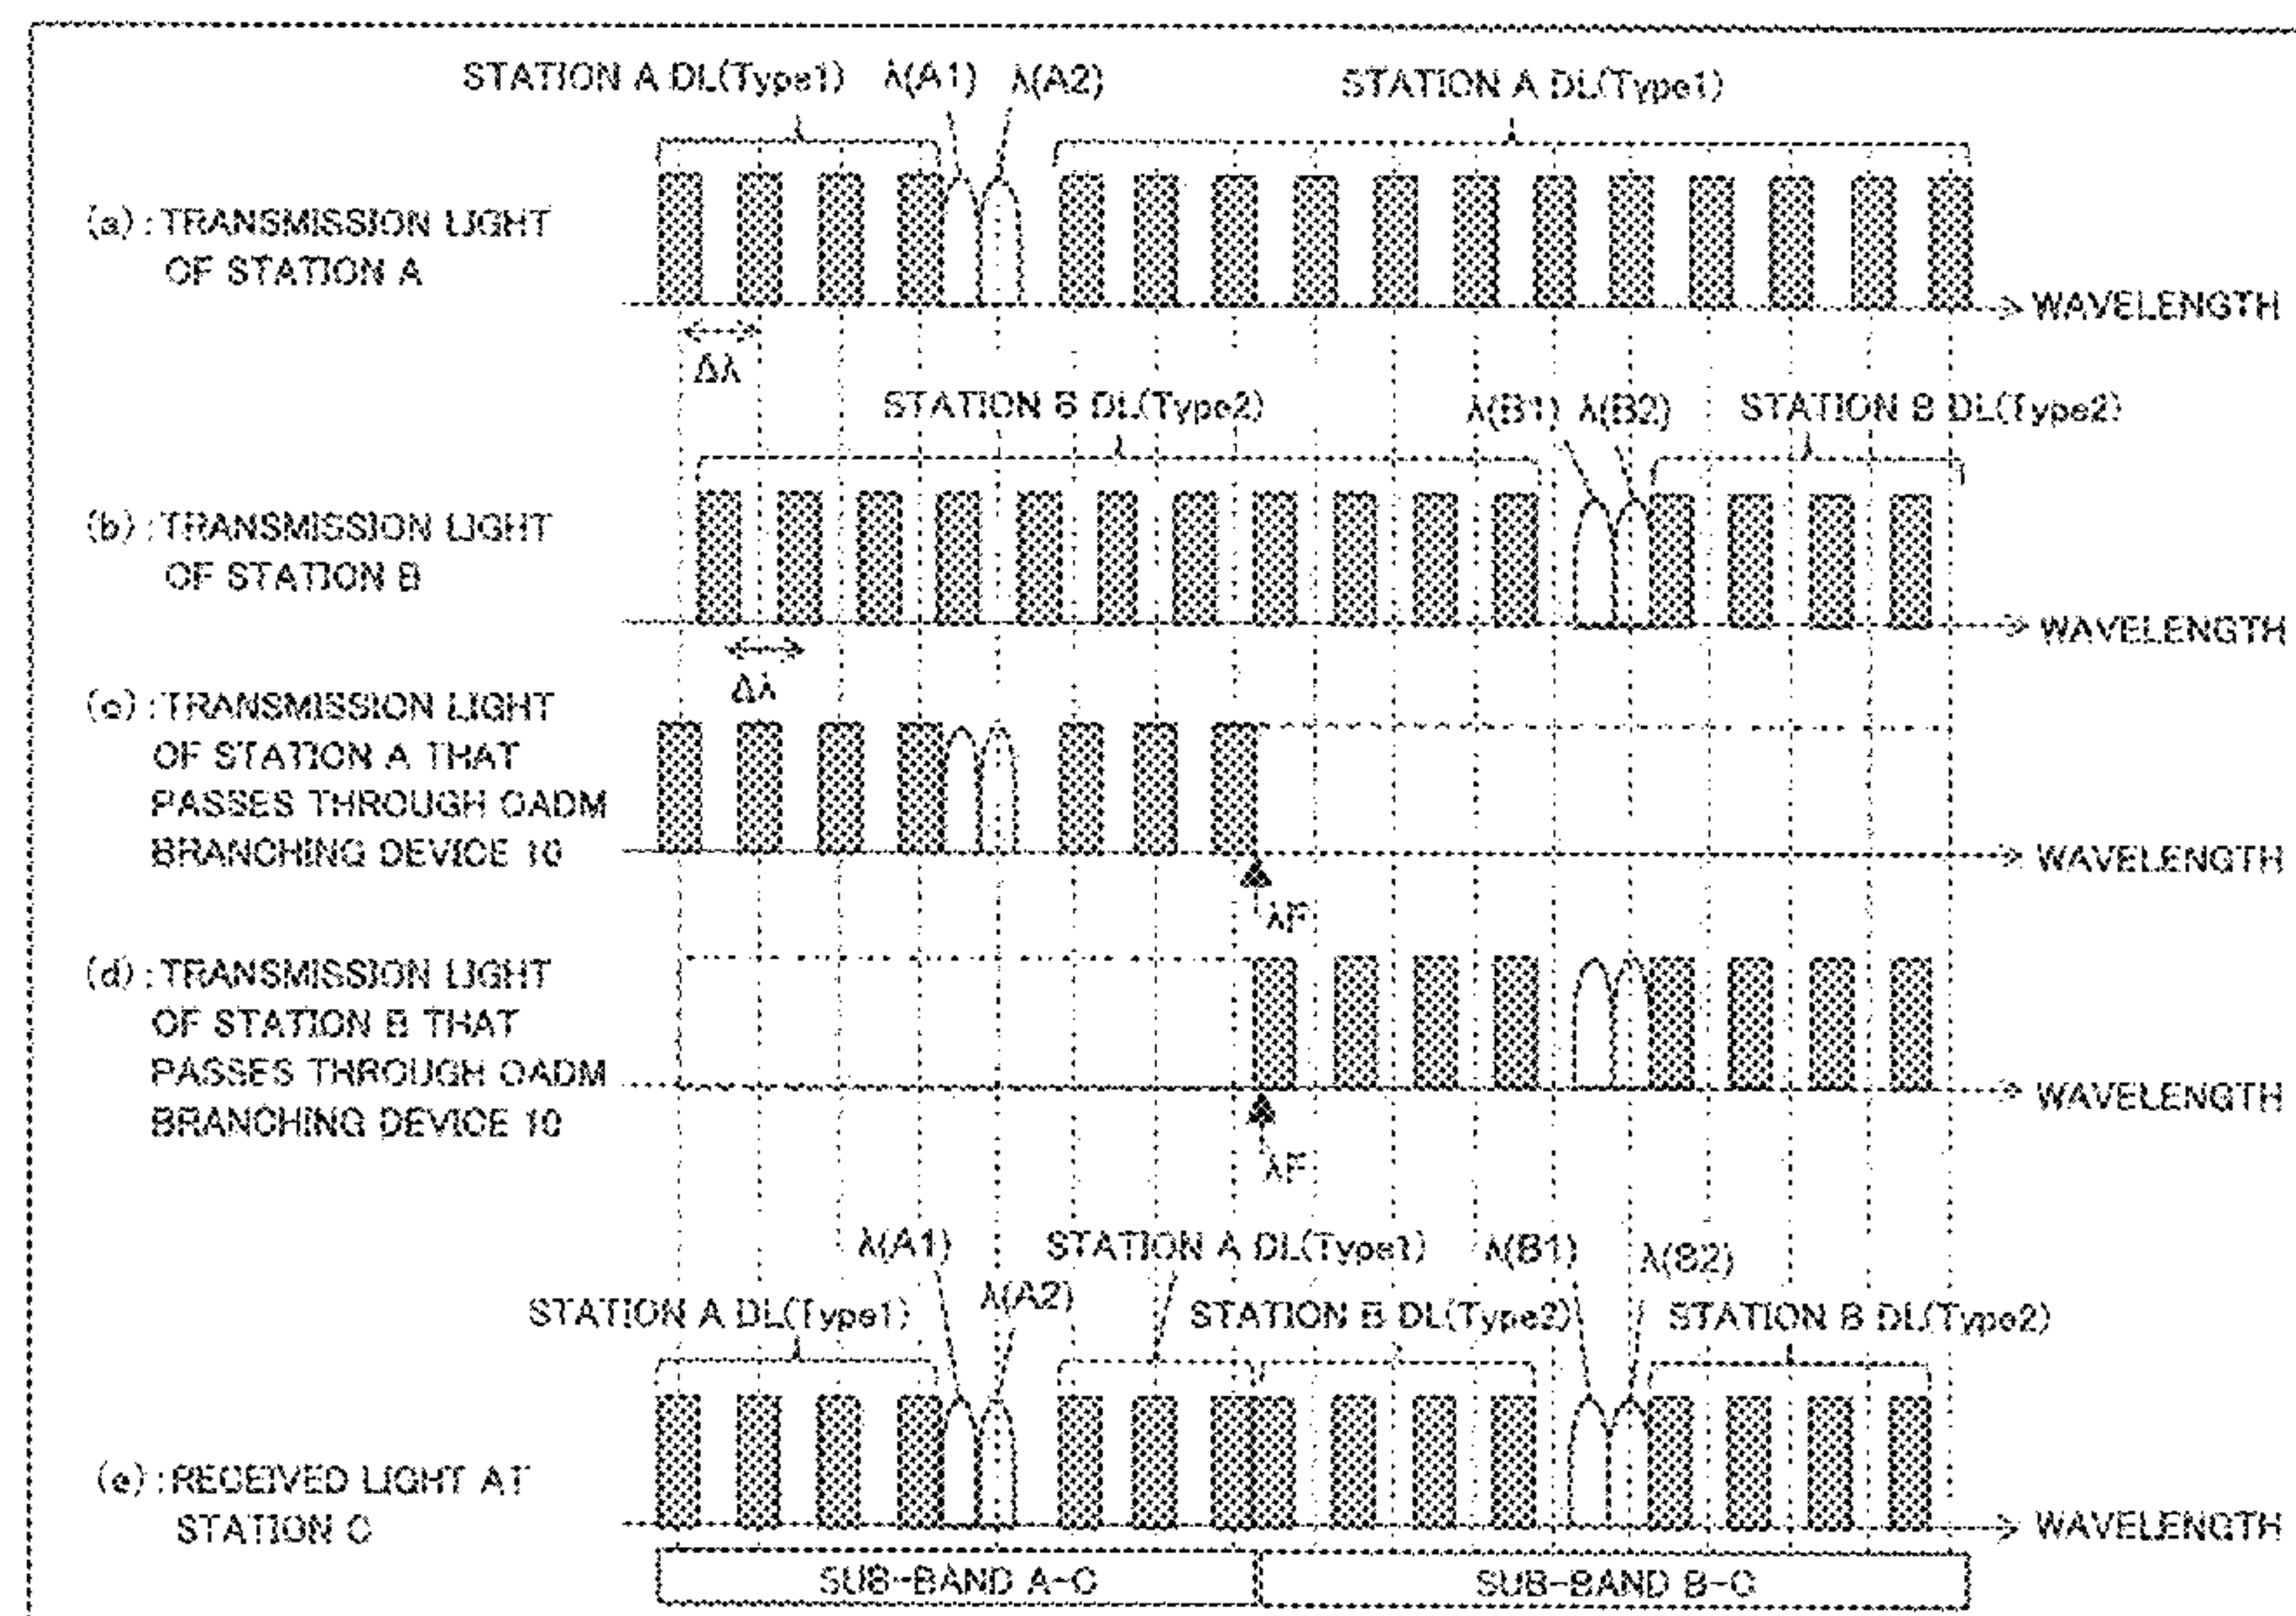 STATION A DL(Type1) λ(A1) λ(A2) STATION A DL(Type1)
(a) : TRANSMISSION LIGHT
OF STATION A
WAVELENGTH
Δλ
STATION B DL(Type2) λ(B1) λ(B2) STATION B DL(Type2)
(b) : TRANSMISSION LIGHT
OF STATION B
WAVELENGTH
Δλ
(c) : TRANSMISSION LIGHT
OF STATION A THAT
PASSES THROUGH OADM
BRANCHING DEVICE 10
WAVELENGTH
λF
(d) : TRANSMISSION LIGHT
OF STATION B THAT
PASSES THROUGH OADM
BRANCHING DEVICE 10
WAVELENGTH
λF
λ(A1) STATION A DL(Type1) λ(B1) λ(B2)
STATION A DL(Type1) λ(A2) STATION B DL(Type2) STATION B DL(Type2)
(e) : RECEIVED LIGHT AT
STATION C
WAVELENGTH
SUB-BAND A-C SUB-BAND B-C